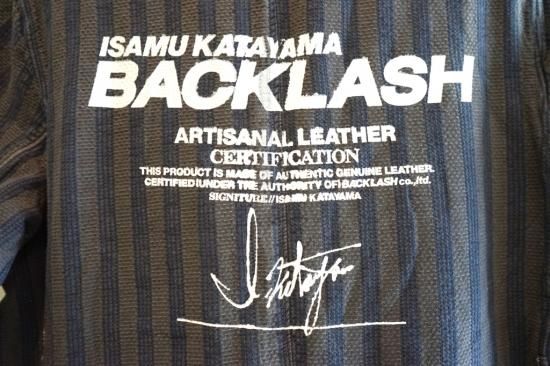 ISAMU KATAYAMA
BACKLASH
ARTISANAL LEATHER
CERTIFICATION
THIS PRODUCT IS MADE OF AUTHENTIC GENUINE LEATHER.
CERTIFIED UNDER THE AUTHORITY OF BACKLASH co.,ltd.
SIGNITURE//ISAMU KATAYAMA
I. Katayama